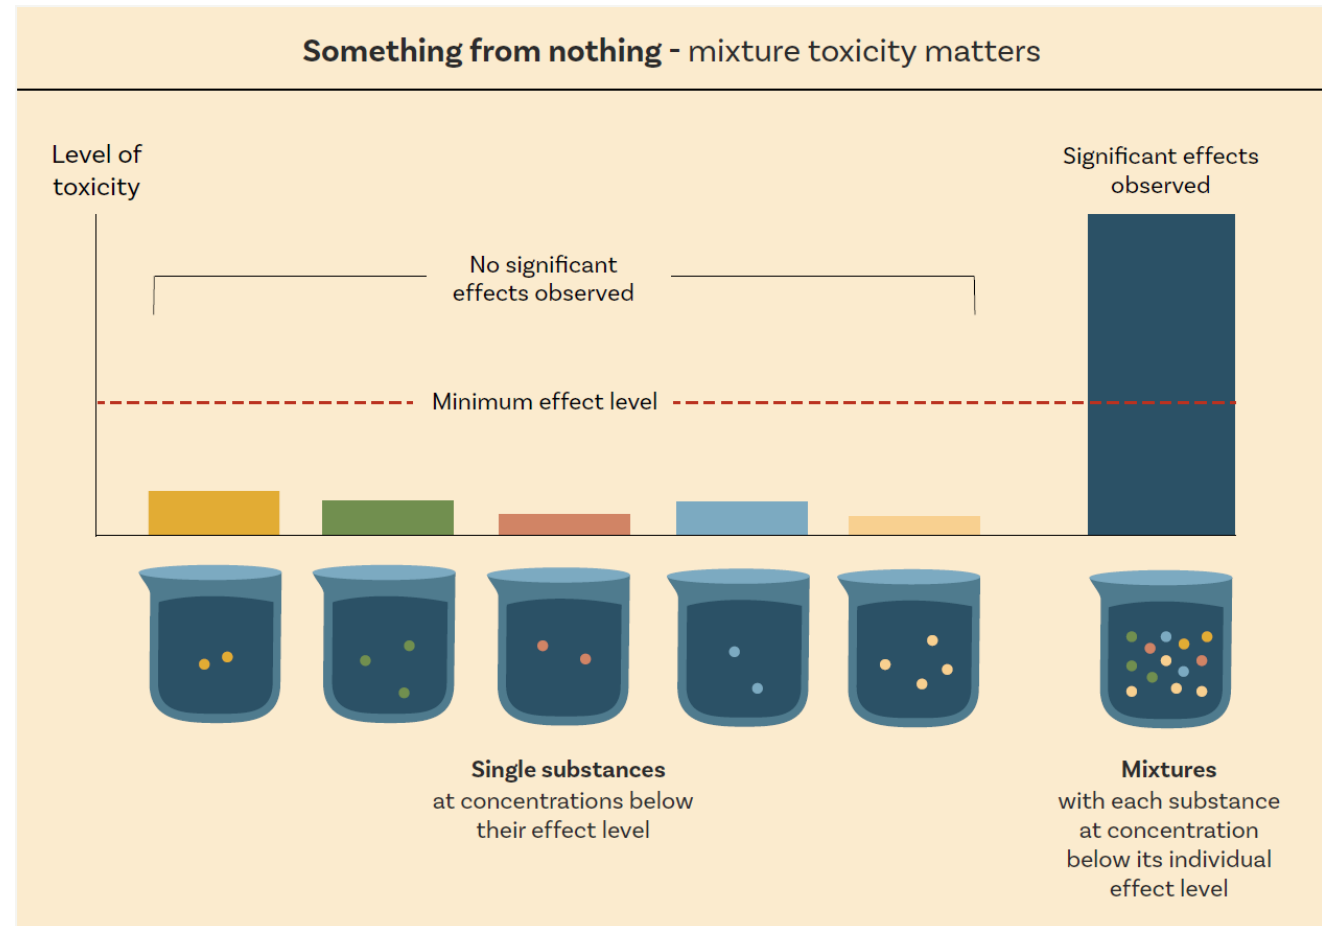 Something from nothing - mixture toxicity matters
Level of
toxicity
Significant effects
observed
No significant
effects observed
Minimum effect level
Single substances
at concentrations below
their effect level
Mixtures
with each substance
at concentration
below its individual
effect level